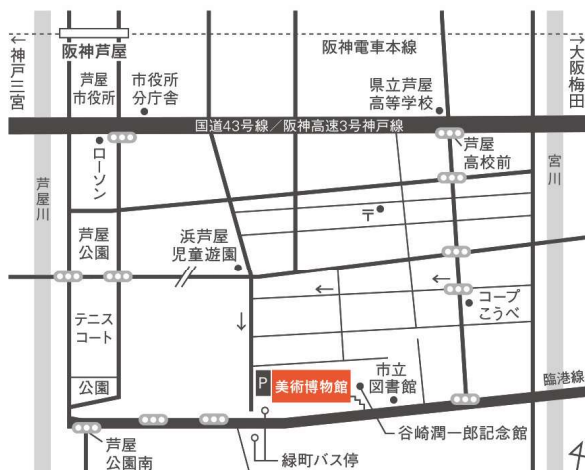 ←神戸三宮
阪神芦屋
阪神電車本線
→大阪梅田
芦屋
市役所
市役所
分庁舎
県立芦屋
高等学校
国道43号線／阪神高速3号神戸線
ローソン
芦屋
高校前
芦屋川
宮川
芦屋
公園
浜芦屋
児童遊園
〒
←
←
テニス
コート
↓
コープ
こうべ
公園
P
美術博物館
市立
図書館
臨港線
谷崎潤一郎記念館
芦屋
公園南
緑町バス停
4